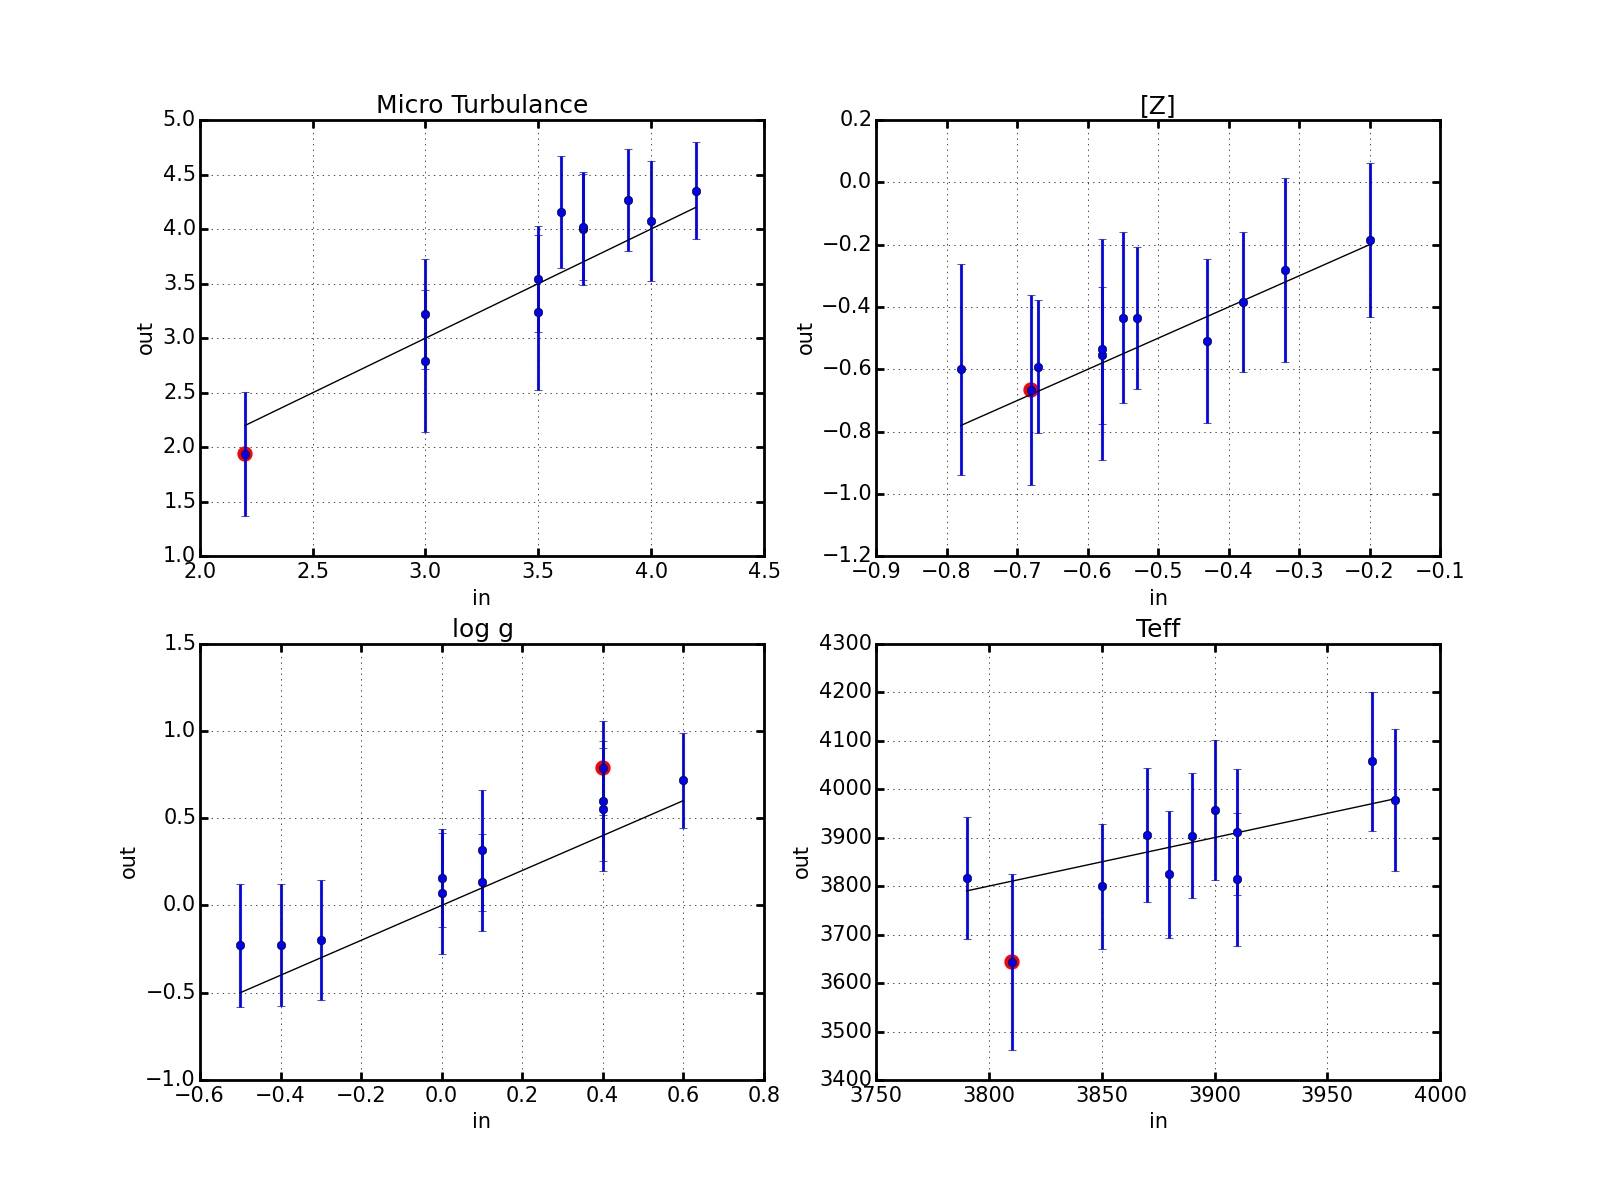 Micro Turbulance
5.0
4.5
4.0
3.5
3.0
2.5
2.0
1.5
1.0
out
2.0 2.5 3.0 3.5 4.0 4.5
in
[Z]
0.2
0.0
−0.2
−0.4
−0.6
−0.8
−1.0
−1.2
out
−0.9 −0.8 −0.7 −0.6 −0.5 −0.4 −0.3 −0.2 −0.1
in
log g
1.5
1.0
0.5
0.0
−0.5
−1.0
out
−0.6 −0.4 −0.2 0.0 0.2 0.4 0.6 0.8
in
Teff
4300
4200
4100
4000
3900
3800
3700
3600
3500
3400
out
3750 3800 3850 3900 3950 4000
in